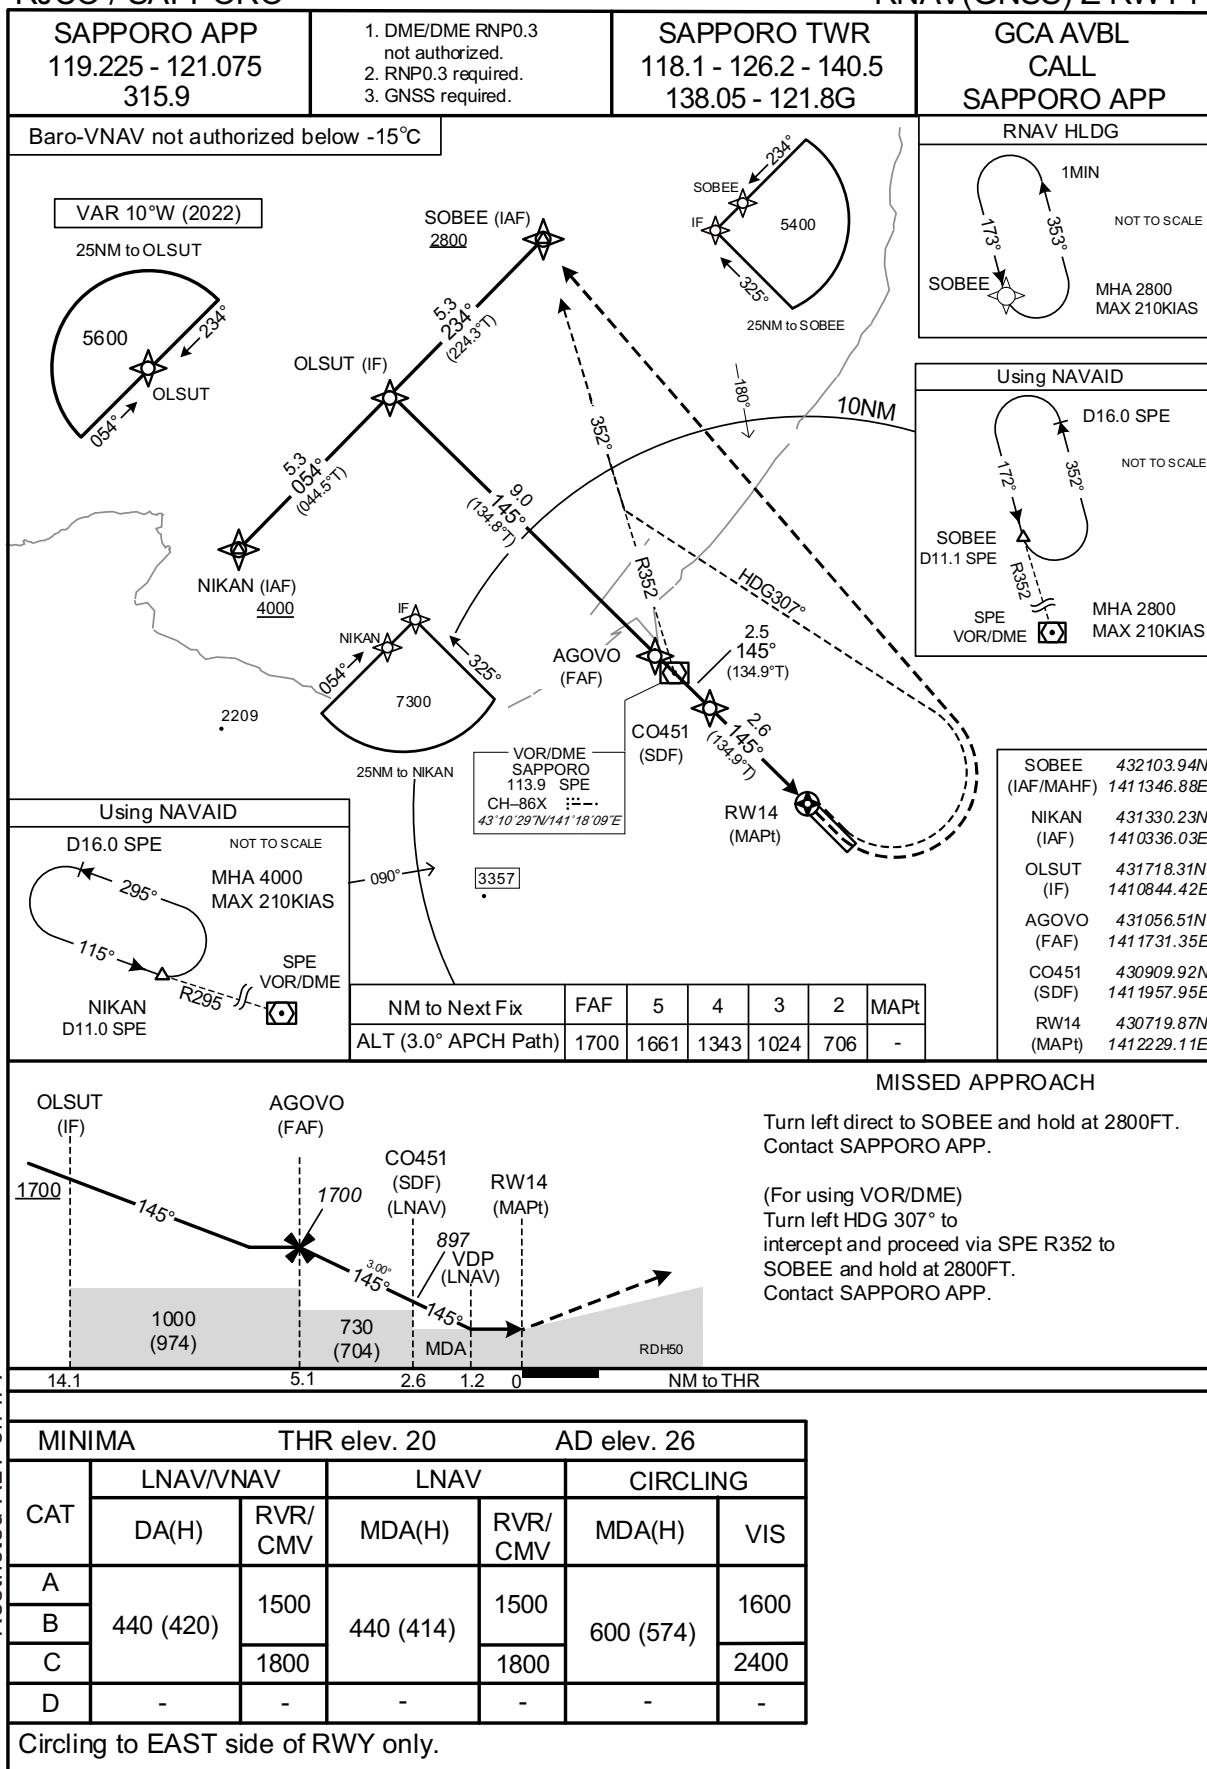 SAPPORO APP
119.225 - 121.075
315.9
1. DME/DME RNP0.3
not authorized.
2. RNP0.3 required.
3. GNSS required.
SAPPORO TWR
118.1 - 126.2 - 140.5
138.05 - 121.8G
GCA AVBL
CALL
SAPPORO APP
Baro-VNAV not authorized below -15°C
VAR 10°W (2022)
25NM to OLSUT
5600
234°
OLSUT
054°
SOBEE (IAF)
2800
5.3
234°
(224.3°T)
OLSUT (IF)
5.3
054°
(044.5°T)
NIKAN (IAF)
4000
234°
SOBEE
IF
5400
325°
25NM to SOBEE
RNAV HLDG
1MIN
173°
353°
NOT TO SCALE
SOBEE
MHA 2800
MAX 210KIAS
Using NAVAID
D16.0 SPE
NOT TO SCALE
172°
352°
SOBEE
D11.1 SPE
R352
SPE
VOR/DME
MHA 2800
MAX 210KIAS
180°
10NM
352°
9.0
145°
(134.8°T)
R352
HDG307°
IF
NIKAN
054°
325°
7300
25NM to NIKAN
2209
AGOVO
(FAF)
2.5
145°
(134.9°T)
CO451
(SDF)
2.6
145°
(134.9°T)
RW14
(MAPt)
VOR/DME
SAPPORO
113.9 SPE
CH-86X
43°10'29"N/141°18'09"E
3357
090°
SOBEE 432103.94N
(IAF/MAHF) 1411346.88E
NIKAN 431330.23N
(IAF) 1410336.03E
OLSUT 431718.31N
(IF) 1410844.42E
AGOVO 431056.51N
(FAF) 1411731.35E
CO451 430909.92N
(SDF) 1411957.95E
RW14 430719.87N
(MAPt) 1412229.11E
Using NAVAID
D16.0 SPE
NOT TO SCALE
295°
MHA 4000
MAX 210KIAS
115°
SPE
VOR/DME
R295
NIKAN
D11.0 SPE
NM to Next Fix FAF 5 4 3 2 MAPt
ALT (3.0° APCH Path) 1700 1661 1343 1024 706 -
OLSUT
(IF)
AGOVO
(FAF)
CO451
(SDF)
(LNAV)
RW14
(MAPt)
1700
145°
1700
3.00°
145°
897
VDP
(LNAV)
145°
1000
(974)
730
(704)
MDA
RDH50
14.1 5.1 2.6 1.2 0 NM to THR
MISSED APPROACH
Turn left direct to SOBEE and hold at 2800FT.
Contact SAPPORO APP.
(For using VOR/DME)
Turn left HDG 307° to
intercept and proceed via SPE R352 to
SOBEE and hold at 2800FT.
Contact SAPPORO APP.
MINIMA THR elev. 20 AD elev. 26
CAT LNAV/VNAV LNAV CIRCLING
DA(H) RVR/CMV MDA(H) RVR/CMV MDA(H) VIS
A
B
440 (420) 1500 440 (414) 1500 600 (574) 1600
C 1800 1800 2400
D - - - - - -
Circling to EAST side of RWY only.